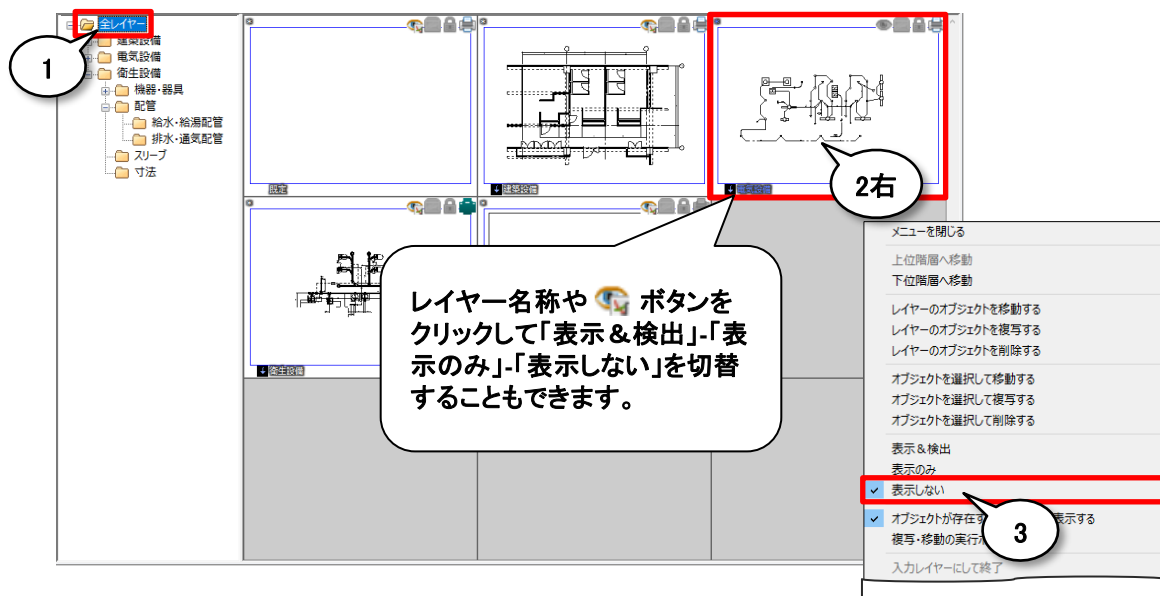 全レイヤー
建築設備
電気設備
衛生設備
機器・器具
配管
給水・給湯配管
排水・通気配管
スリーブ
寸法
1
既定
建築設備
電気設備
衛生設備
2右
レイヤー名称や ボタンを
クリックして「表示&検出」-「表
示のみ」-「表示しない」を切替
することもできます。
メニューを閉じる
上位階層へ移動
下位階層へ移動
レイヤーのオブジェクトを移動する
レイヤーのオブジェクトを複写する
レイヤーのオブジェクトを削除する
オブジェクトを選択して移動する
オブジェクトを選択して複写する
オブジェクトを選択して削除する
表示&検出
表示のみ
表示しない
オブジェクトが存在す 表示する
複写・移動の実行
3
入力レイヤーにして終了